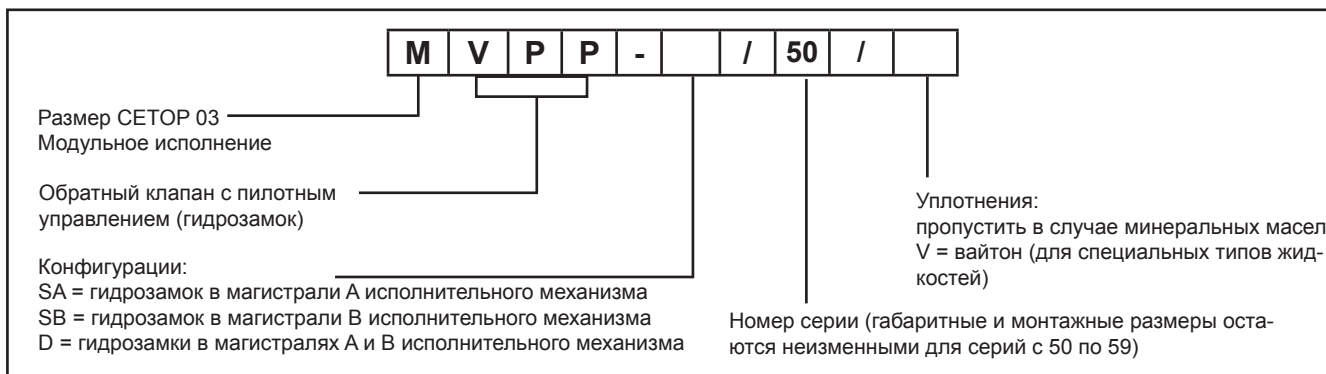 M V P P - / 50 /
Размер CETOP 03
Модульное исполнение
Обратный клапан с пилотным
управлением (гидрозамок)
Конфигурации:
SA = гидрозамок в магистрали А исполнительного механизма
SB = гидрозамок в магистрали В исполнительного механизма
D = гидрозамки в магистралях А и В исполнительного механизма
Уплотнения:
пропустить в случае минеральных масел
V = вайтон (для специальных типов жид-
костей)
Номер серии (габаритные и монтажные размеры оста-
ются неизменными для серий с 50 по 59)